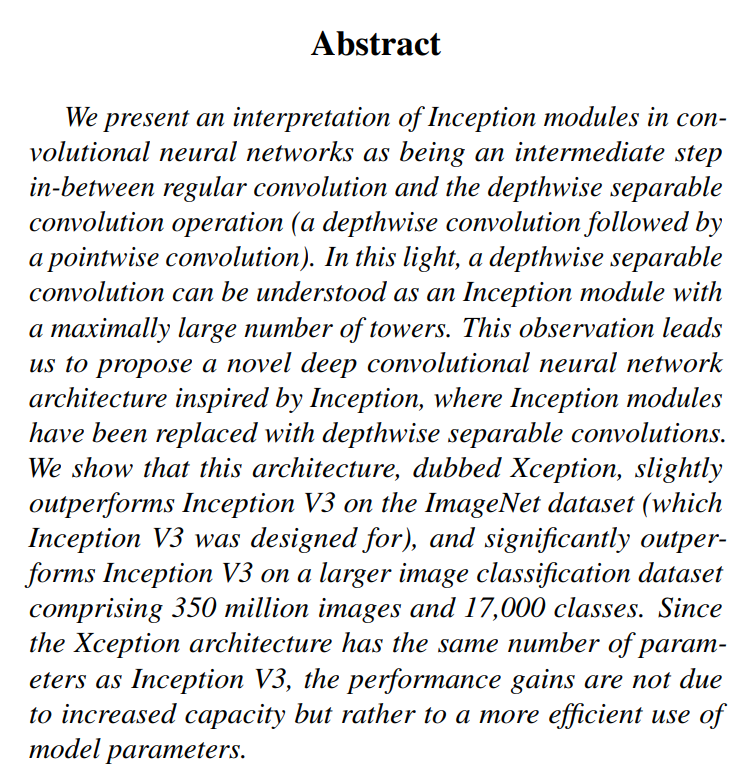 Abstract
We present an interpretation of Inception modules in con-
volutional neural networks as being an intermediate step
in-between regular convolution and the depthwise separable
convolution operation (a depthwise convolution followed by
a pointwise convolution). In this light, a depthwise separable
convolution can be understood as an Inception module with
a maximally large number of towers. This observation leads
us to propose a novel deep convolutional neural network
architecture inspired by Inception, where Inception modules
have been replaced with depthwise separable convolutions.
We show that this architecture, dubbed Xception, slightly
outperforms Inception V3 on the ImageNet dataset (which
Inception V3 was designed for), and significantly outper-
forms Inception V3 on a larger image classification dataset
comprising 350 million images and 17,000 classes. Since
the Xception architecture has the same number of param-
eters as Inception V3, the performance gains are not due
to increased capacity but rather to a more efficient use of
model parameters.